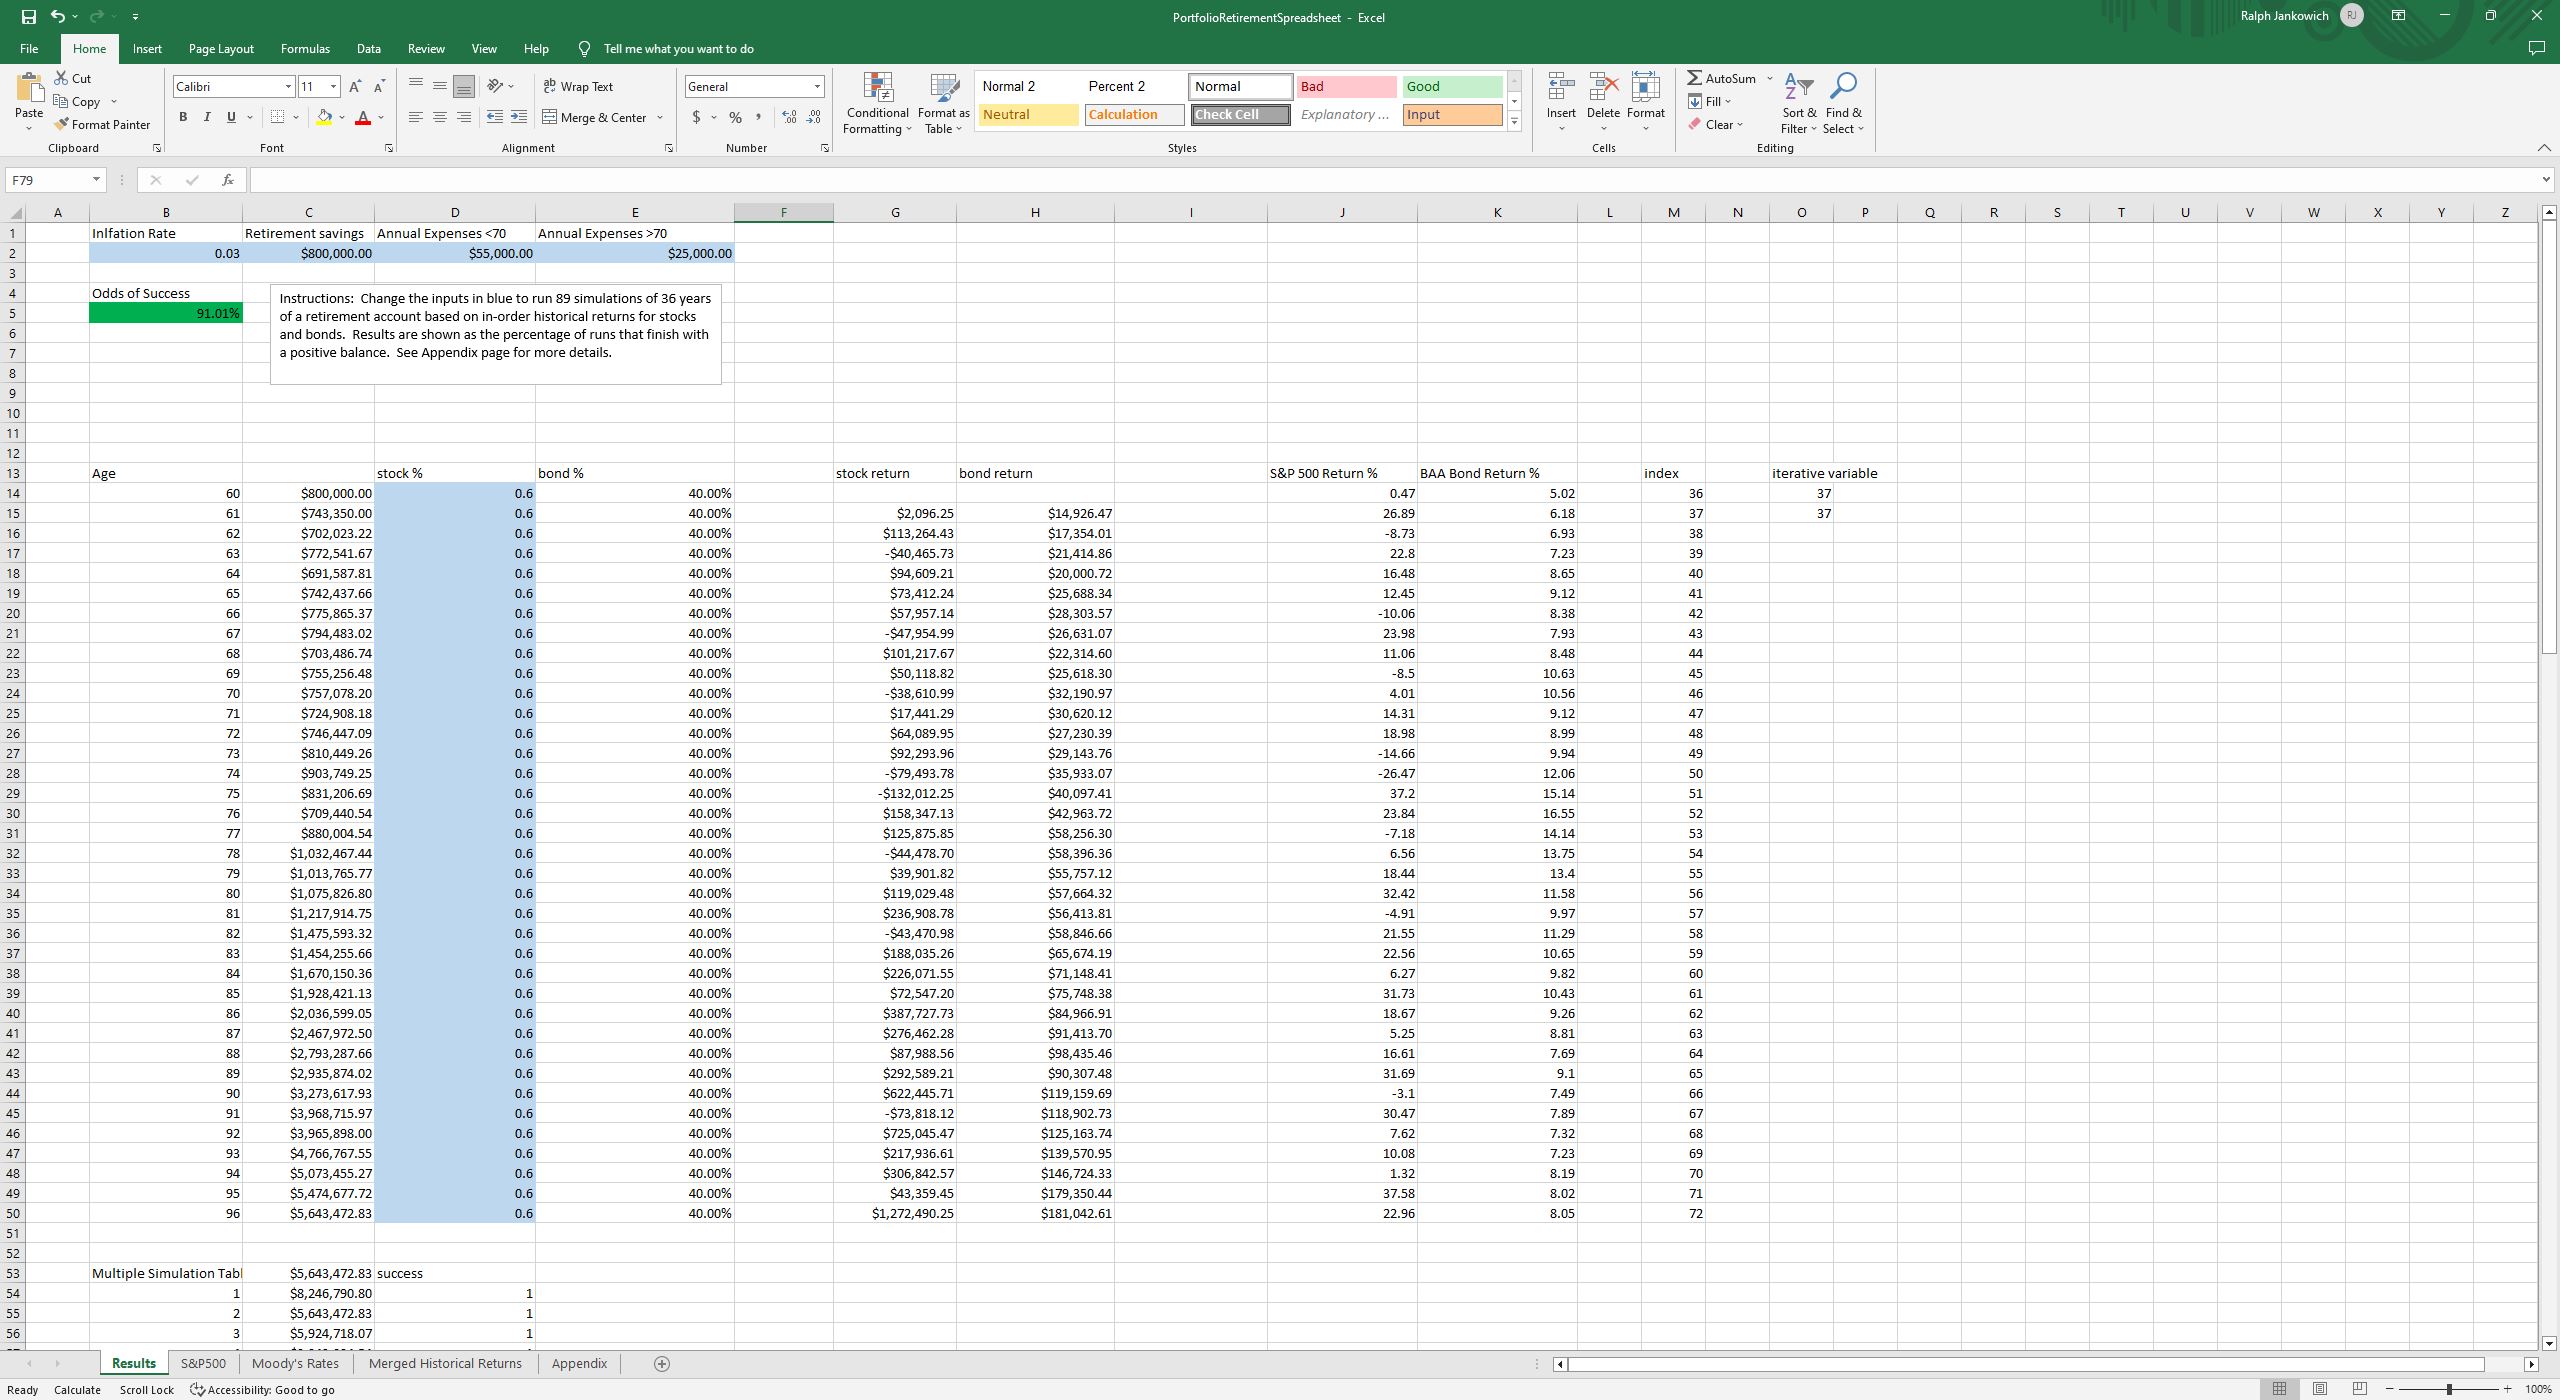 PortfolioRetirementSpreadsheet - Excel
Ralph Jankowich RJ
File Home Insert Page Layout Formulas Data Review View Help Tell me what you want to do
Paste Cut Copy Format Painter Clipboard
Calibri 11 B I U Font
Wrap Text Merge & Center Alignment
General $ % , Number
Conditional Formatting Format as Table
Normal 2 Percent 2 Normal Bad Good
Neutral Calculation Check Cell Explanatory ... Input
Styles
Insert Delete Format Cells
AutoSum Fill Clear Sort & Filter Find & Select Editing
F79 fx
A B C D E F G H I J K L M N O P Q R S T U V W X Y Z
1 Inlfation Rate Retirement savings Annual Expenses <70 Annual Expenses >70
2 0.03 $800,000.00 $55,000.00 $25,000.00
3
4 Odds of Success
5 91.01%
Instructions: Change the inputs in blue to run 89 simulations of 36 years
of a retirement account based on in-order historical returns for stocks
and bonds. Results are shown as the percentage of runs that finish with
a positive balance. See Appendix page for more details.
6
7
8
9
10
11
12
13 Age stock % bond % stock return bond return S&P 500 Return % BAA Bond Return % index iterative variable
14 60 $800,000.00 0.6 40.00% 0.47 5.02 36 37
15 61 $743,350.00 0.6 40.00% $2,096.25 $14,926.47 26.89 6.18 37 37
16 62 $702,023.22 0.6 40.00% $113,264.43 $17,354.01 -8.73 6.93 38
17 63 $772,541.67 0.6 40.00% -$40,465.73 $21,414.86 22.8 7.23 39
18 64 $691,587.81 0.6 40.00% $94,609.21 $20,000.72 16.48 8.65 40
19 65 $742,437.66 0.6 40.00% $73,412.24 $25,688.34 12.45 9.12 41
20 66 $775,865.37 0.6 40.00% $57,957.14 $28,303.57 -10.06 8.38 42
21 67 $794,483.02 0.6 40.00% -$47,954.99 $26,631.07 23.98 7.93 43
22 68 $703,486.74 0.6 40.00% $101,217.67 $22,314.60 11.06 8.48 44
23 69 $755,256.48 0.6 40.00% $50,118.82 $25,618.30 -8.5 10.63 45
24 70 $757,078.20 0.6 40.00% -$38,610.99 $32,190.97 4.01 10.56 46
25 71 $724,908.18 0.6 40.00% $17,441.29 $30,620.12 14.31 9.12 47
26 72 $746,447.09 0.6 40.00% $64,089.95 $27,230.39 18.98 8.99 48
27 73 $810,449.26 0.6 40.00% $92,293.96 $29,143.76 -14.66 9.94 49
28 74 $903,749.25 0.6 40.00% -$79,493.78 $35,933.07 -26.47 12.06 50
29 75 $831,206.69 0.6 40.00% -$132,012.25 $40,097.41 37.2 15.14 51
30 76 $709,440.54 0.6 40.00% $158,347.13 $42,963.72 23.84 16.55 52
31 77 $880,004.54 0.6 40.00% $125,875.85 $58,256.30 -7.18 14.14 53
32 78 $1,032,467.44 0.6 40.00% -$44,478.70 $58,396.36 6.56 13.75 54
33 79 $1,013,765.77 0.6 40.00% $39,901.82 $55,757.12 18.44 13.4 55
34 80 $1,075,826.80 0.6 40.00% $119,029.48 $57,664.32 32.42 11.58 56
35 81 $1,217,914.75 0.6 40.00% $236,908.78 $56,413.81 -4.91 9.97 57
36 82 $1,475,593.32 0.6 40.00% -$43,470.98 $58,846.66 21.55 11.29 58
37 83 $1,454,255.66 0.6 40.00% $188,035.26 $65,674.19 22.56 10.65 59
38 84 $1,670,150.36 0.6 40.00% $226,071.55 $71,148.41 6.27 9.82 60
39 85 $1,928,421.13 0.6 40.00% $72,547.20 $75,748.38 31.73 10.43 61
40 86 $2,036,599.05 0.6 40.00% $387,727.73 $84,966.91 18.67 9.26 62
41 87 $2,467,972.50 0.6 40.00% $276,462.28 $91,413.70 5.25 8.81 63
42 88 $2,793,287.66 0.6 40.00% $87,988.56 $98,435.46 16.61 7.69 64
43 89 $2,935,874.02 0.6 40.00% $292,589.21 $90,307.48 31.69 9.1 65
44 90 $3,273,617.93 0.6 40.00% $622,445.71 $119,159.69 -3.1 7.49 66
45 91 $3,968,715.97 0.6 40.00% -$73,818.12 $118,902.73 30.47 7.89 67
46 92 $3,965,898.00 0.6 40.00% $725,045.47 $125,163.74 7.62 7.32 68
47 93 $4,766,767.55 0.6 40.00% $217,936.61 $139,570.95 10.08 7.23 69
48 94 $5,073,455.27 0.6 40.00% $306,842.57 $146,724.33 1.32 8.19 70
49 95 $5,474,677.72 0.6 40.00% $43,359.45 $179,350.44 37.58 8.02 71
50 96 $5,643,472.83 0.6 40.00% $1,272,490.25 $181,042.61 22.96 8.05 72
51
52
53 Multiple Simulation Tabl $5,643,472.83 success
54 1 $8,246,790.80 1
55 2 $5,643,472.83 1
56 3 $5,924,718.07 1
Results S&P500 Moody's Rates Merged Historical Returns Appendix
Ready Calculate Scroll Lock Accessibility: Good to go 100%